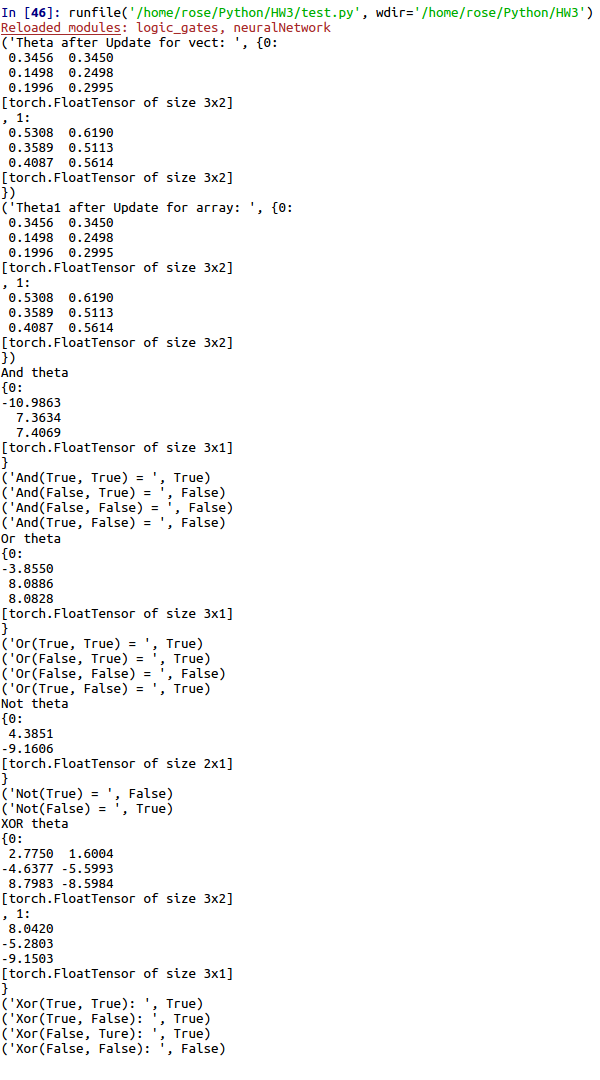 In [46]: runfile('/home/rose/Python/HW3/test.py', wdir='/home/rose/Python/HW3')
Reloaded modules: logic_gates, neuralNetwork
('Theta after Update for vect: ', {0:
 0.3456  0.3450
 0.1498  0.2498
 0.1996  0.2995
[torch.FloatTensor of size 3x2]
, 1:
 0.5308  0.6190
 0.3589  0.5113
 0.4087  0.5614
[torch.FloatTensor of size 3x2]
})
('Theta1 after Update for array: ', {0:
 0.3456  0.3450
 0.1498  0.2498
 0.1996  0.2995
[torch.FloatTensor of size 3x2]
, 1:
 0.5308  0.6190
 0.3589  0.5113
 0.4087  0.5614
[torch.FloatTensor of size 3x2]
})
And theta
{0:
-10.9863
  7.3634
  7.4069
[torch.FloatTensor of size 3x1]
}
('And(True, True) = ', True)
('And(False, True) = ', False)
('And(False, False) = ', False)
('And(True, False) = ', False)
Or theta
{0:
-3.8550
 8.0886
 8.0828
[torch.FloatTensor of size 3x1]
}
('Or(True, True) = ', True)
('Or(False, True) = ', True)
('Or(False, False) = ', False)
('Or(True, False) = ', True)
Not theta
{0:
 4.3851
-9.1606
[torch.FloatTensor of size 2x1]
}
('Not(True) = ', False)
('Not(False) = ', True)
XOR theta
{0:
 2.7750  1.6004
-4.6377 -5.5993
 8.7983 -8.5984
[torch.FloatTensor of size 3x2]
, 1:
 8.0420
-5.2803
-9.1503
[torch.FloatTensor of size 3x1]
}
('Xor(True, True): ', True)
('Xor(True, False): ', True)
('Xor(False, Ture): ', True)
('Xor(False, False): ', False)